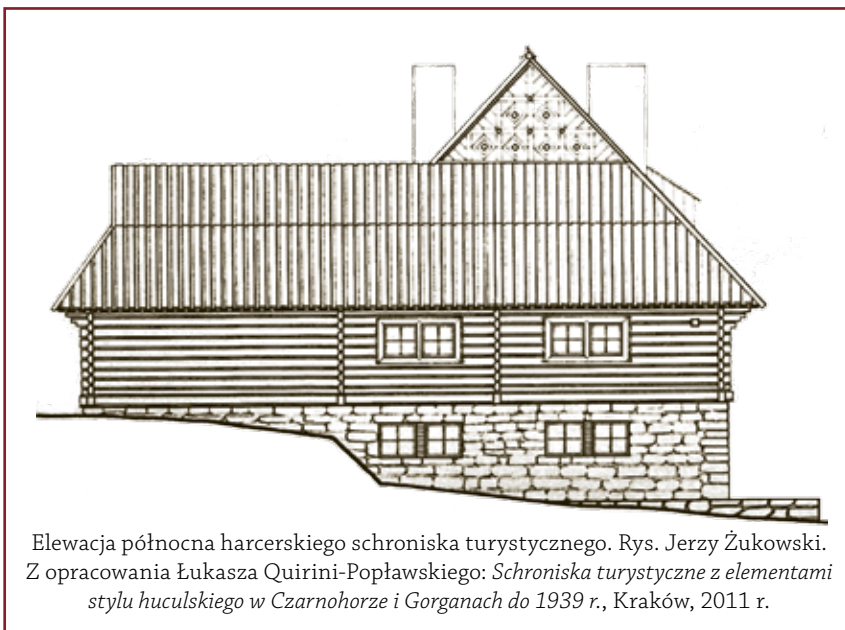 Elewacja północna harcerskiego schroniska turystycznego. Rys. Jerzy Żukowski.
Z opracowania Łukasza Quirini-Popławskiego: Schroniska turystyczne z elementami
stylu huculskiego w Czarnohorze i Gorganach do 1939 r., Kraków, 2011 r.